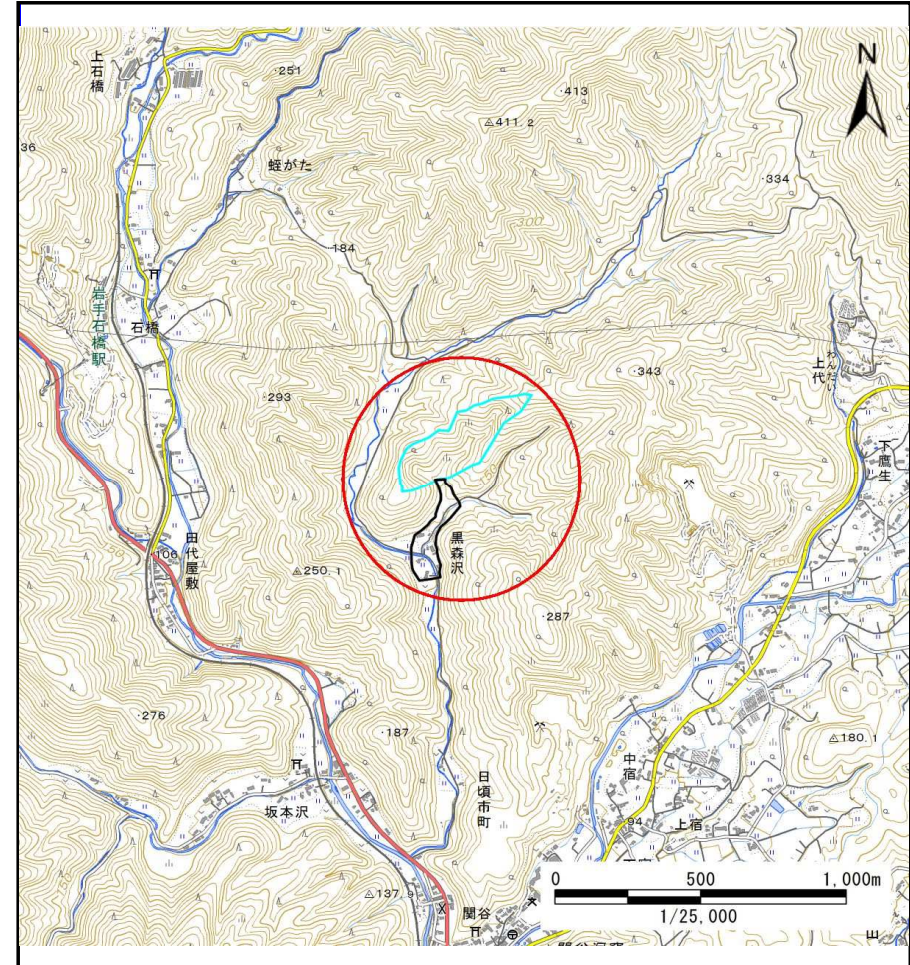 上石橋
・251
・413
△411.2
N
36
蛭がた
・334
300
・184
岩手石橋駅
石橋
・343
上代
わんだい
・293
下鷹生
150
黒森沢
150
・106
田代屋敷
△250.1
・287
・276
・187
△180.1
中宿
日頃市町
坂本沢
上宿
・94
0 500 1,000m
△137.9
1/25,000
関谷